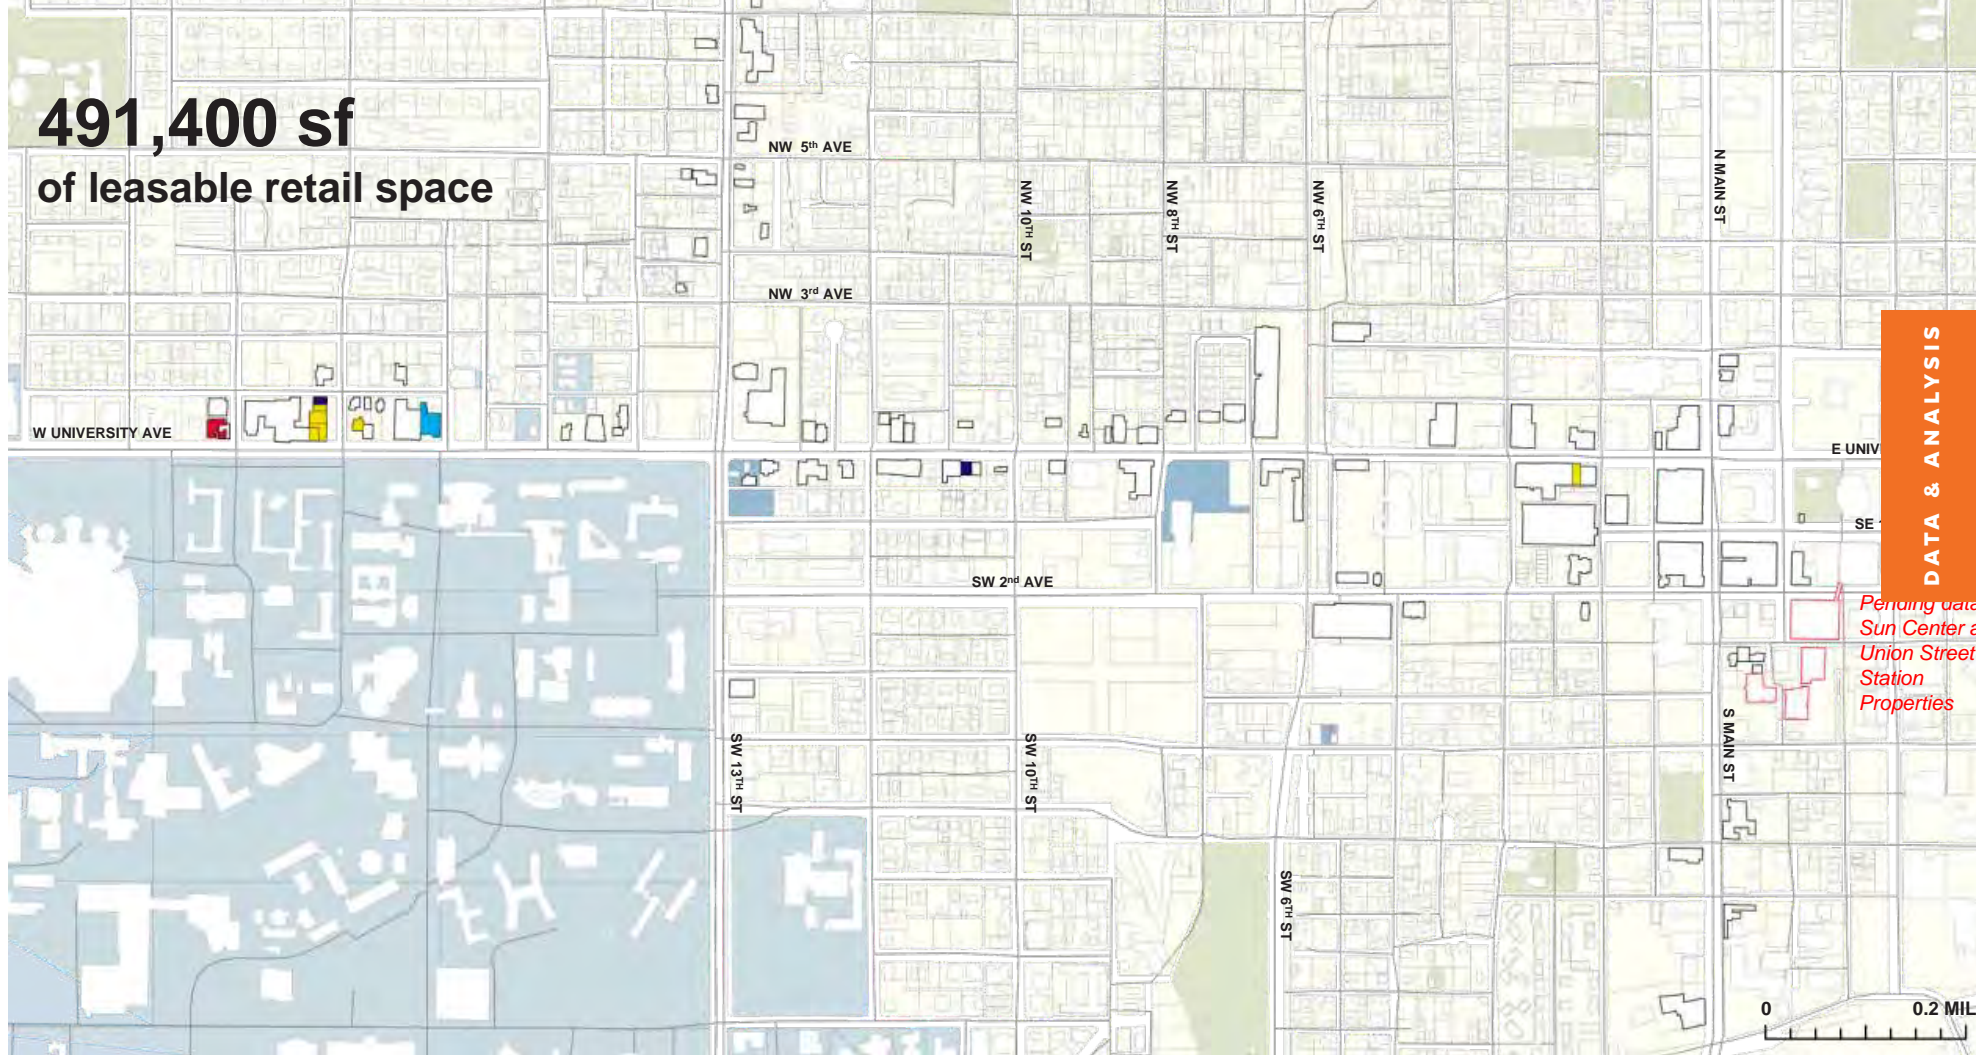 491,400 sf
of leasable retail space
NW 5th AVE
NW 10TH ST
NW 8TH ST
NW 6TH ST
N MAIN ST
NW 3rd AVE
DATA & ANALYSIS
W UNIVERSITY AVE
E UNIV
SE
SW 2nd AVE
Pending data
Sun Center a
Union Street
Station
Properties
SW 13TH ST
SW 10TH ST
S MAIN ST
SW 6TH ST
0 0.2 MIL